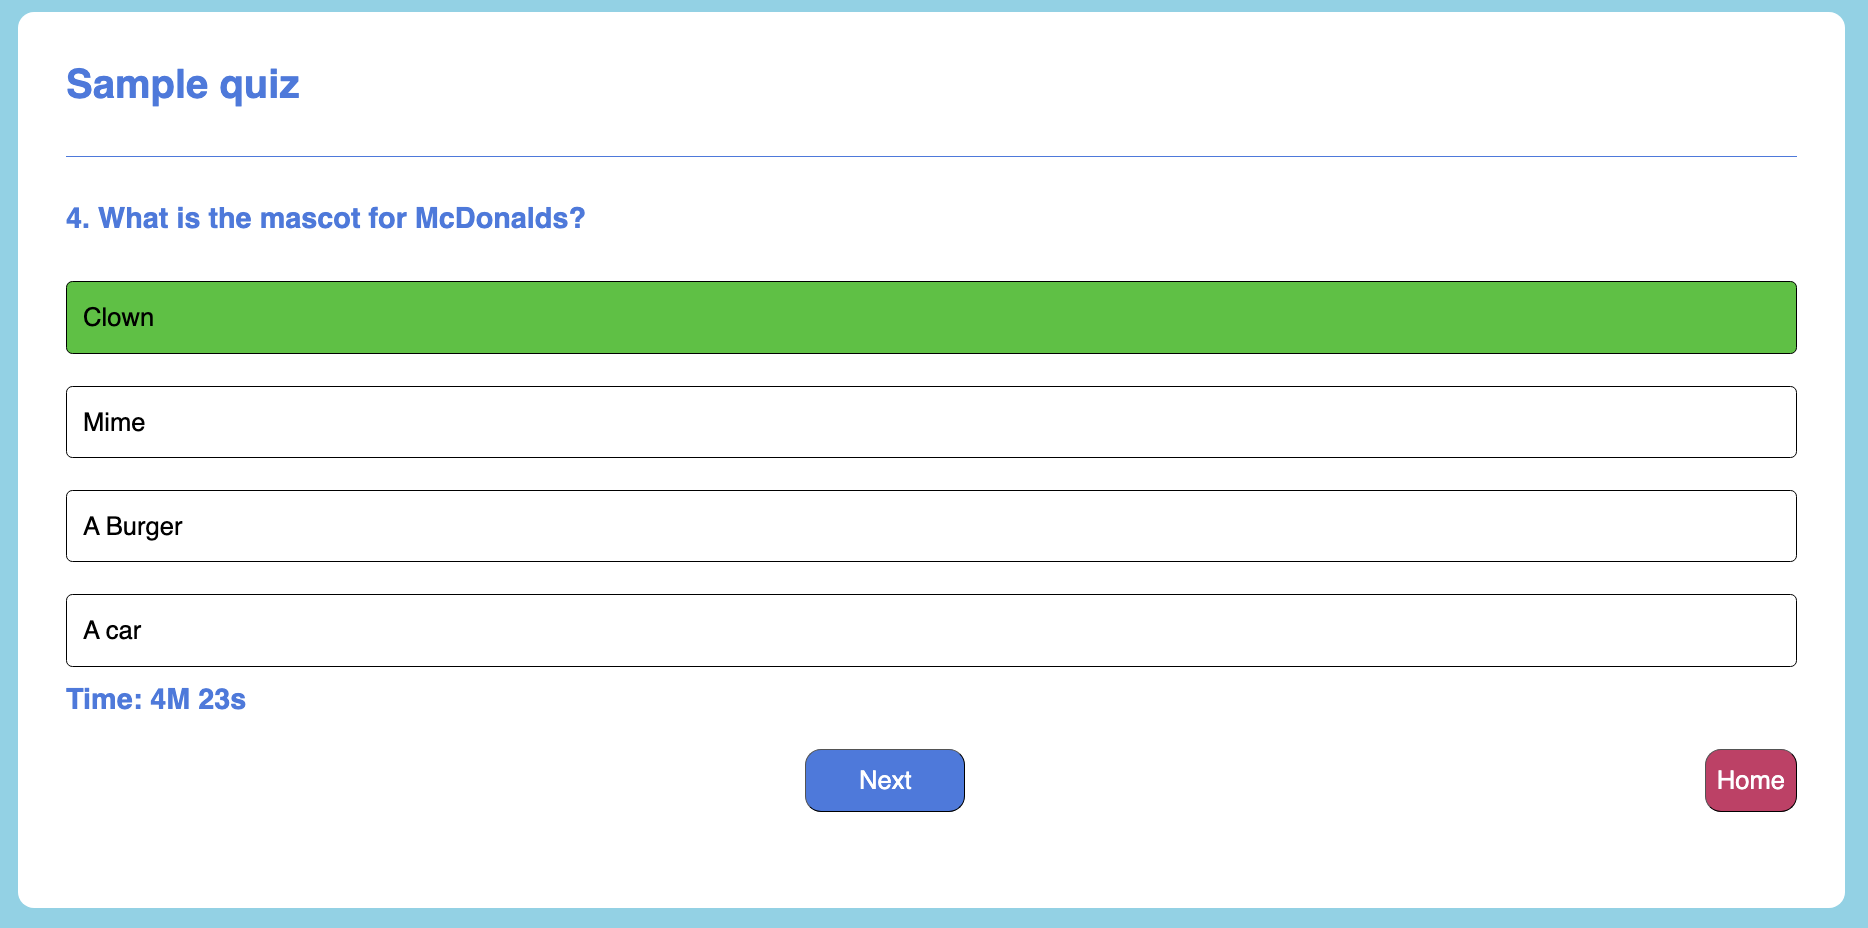 Sample quiz
4. What is the mascot for McDonalds?
Clown
Mime
A Burger
A car
Time: 4M 23s
Next
Home